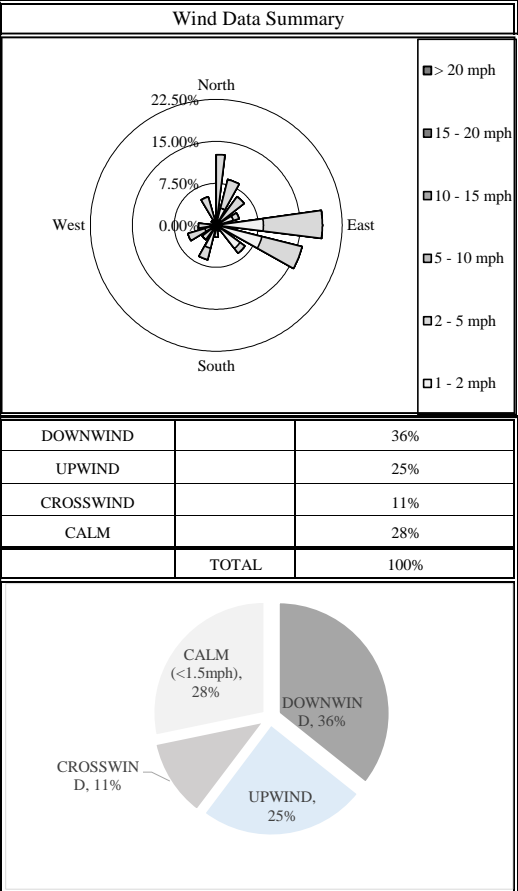 Wind Data Summary
North
22.50%
15.00%
7.50%
0.00%
West
East
South
> 20 mph
15 - 20 mph
10 - 15 mph
5 - 10 mph
2 - 5 mph
1 - 2 mph
DOWNWIND 36%
UPWIND 25%
CROSSWIND 11%
CALM 28%
TOTAL 100%
CALM
(<1.5mph),
28%
DOWNWIN
D, 36%
CROSSWIN
D, 11%
UPWIND,
25%